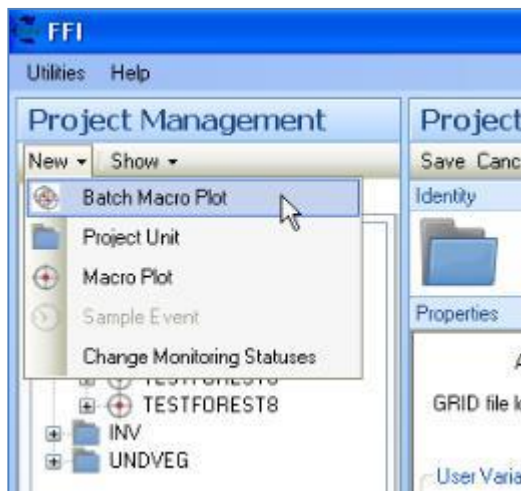 FFI
Utilities Help
Project Management
New Show
Batch Macro Plot
Project Unit
Macro Plot
Sample Event
Change Monitoring Statuses
TESTFOREST8
INV
UNDVEG
Project
Save Canc
Identity
Properties
GRID file l
User Varia